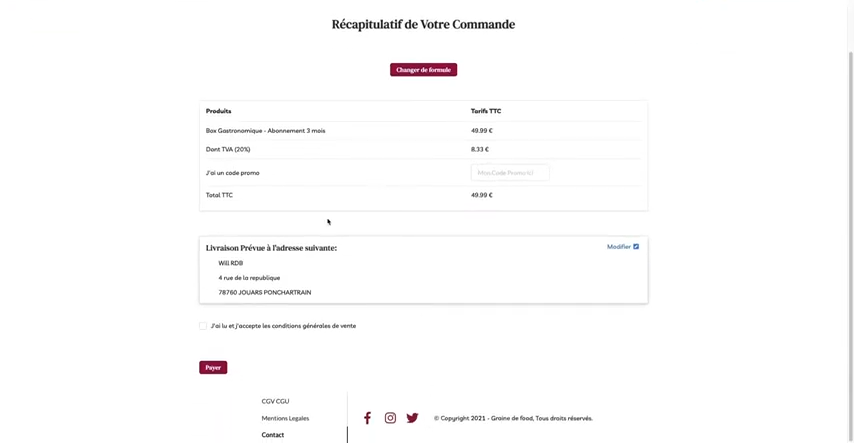 Récapitulatif de Votre Commande
Changer de formule
Produits Tarifs TTC
Box Gastronomique - Abonnement 3 mois 49.99 €
Dont TVA (20%) 8.33 €
J'ai un code promo Mon Code Promo Ici
Total TTC 49.99 €
Livraison Prévue à l'adresse suivante: Modifier
Will RDB
4 rue de la republique
78760 JOUARS PONCHARTRAIN
J'ai lu et j'accepte les conditions générales de vente
Payer
CGV CGU
Mentions Legales
© Copyright 2021 - Graine de food, Tous droits réservés.
Contact